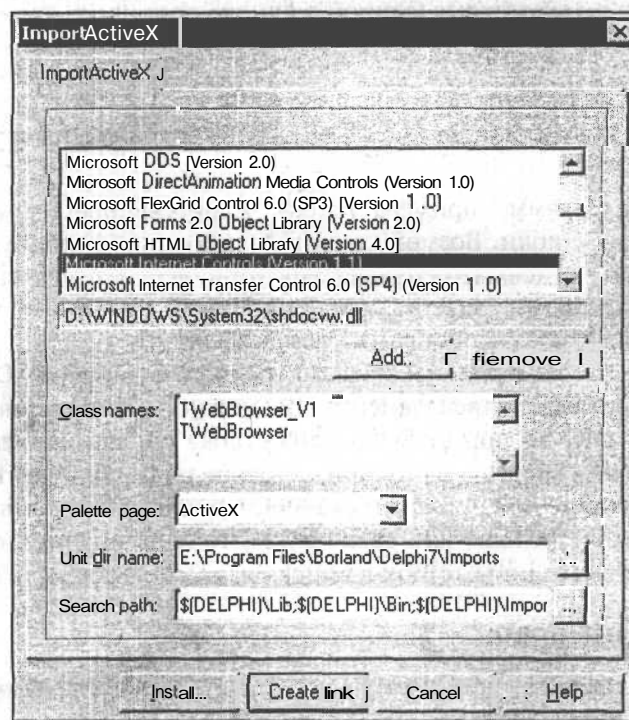 ImportActiveX
ImportActiveX J
Microsoft DDS [Version 2.0)
Microsoft DirectAnimation Media Controls (Version 1.0)
Microsoft FlexGrid Control 6.0 (SP3) [Version 1 .0)
Microsoft Forms 2.0 Object Library [Version 2.0)
Microsoft HTML Object Librafy [Version 4.0]
Microsoft Internet Controls (Version 1.1)
Microsoft Internet Transfer Control 6.0 [SP4) (Version 1 .0)
D:\WINDOWS\System32\shdocvw.dll
Add.. Γ fiemove I
Class names: TWebBrowser_V1
TWebBrowser
Palette page: ActiveX
Unit dir name: E:\Program Files\Borland\Delphi7\Imports ..'..
Search path: $(DELPHI)\Lib;$(DELPHI)\Bin;$(DELPHI)\Impor ...
Install... Create link j Cancel . : Help